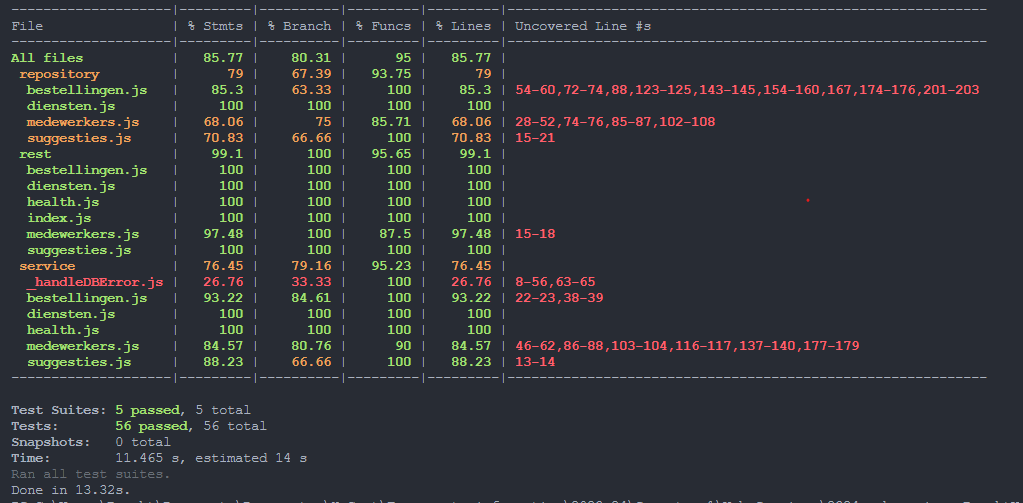 --------------------|---------|----------|---------|---------|------------------------------------------------------------
File                | % Stmts | % Branch | % Funcs | % Lines | Uncovered Line #s
--------------------|---------|----------|---------|---------|------------------------------------------------------------
All files           |   85.77 |    80.31 |      95 |   85.77 |
 repository         |      79 |    67.39 |   93.75 |      79 |
  bestellingen.js   |    85.3 |    63.33 |     100 |    85.3 | 54-60,72-74,88,123-125,143-145,154-160,167,174-176,201-203
  diensten.js       |     100 |      100 |     100 |     100 |
  medewerkers.js    |   68.06 |       75 |   85.71 |   68.06 | 28-52,74-76,85-87,102-108
  suggesties.js     |   70.83 |    66.66 |     100 |   70.83 | 15-21
 rest               |    99.1 |      100 |   95.65 |    99.1 |
  bestellingen.js   |     100 |      100 |     100 |     100 |
  diensten.js       |     100 |      100 |     100 |     100 |
  health.js         |     100 |      100 |     100 |     100 |
  index.js          |     100 |      100 |     100 |     100 |
  medewerkers.js    |   97.48 |      100 |    87.5 |   97.48 | 15-18
  suggesties.js     |     100 |      100 |     100 |     100 |
 service            |   76.45 |    79.16 |   95.23 |   76.45 |
  _handleDBError.js |   26.76 |    33.33 |     100 |   26.76 | 8-56,63-65
  bestellingen.js   |   93.22 |    84.61 |     100 |   93.22 | 22-23,38-39
  diensten.js       |     100 |      100 |     100 |     100 |
  health.js         |     100 |      100 |     100 |     100 |
  medewerkers.js    |   84.57 |    80.76 |      90 |   84.57 | 46-62,86-88,103-104,116-117,137-140,177-179
  suggesties.js     |   88.23 |    66.66 |     100 |   88.23 | 13-14
--------------------|---------|----------|---------|---------|------------------------------------------------------------
Test Suites: 5 passed, 5 total
Tests:       56 passed, 56 total
Snapshots:   0 total
Time:        11.465 s, estimated 14 s
Ran all test suites.
Done in 13.32s.